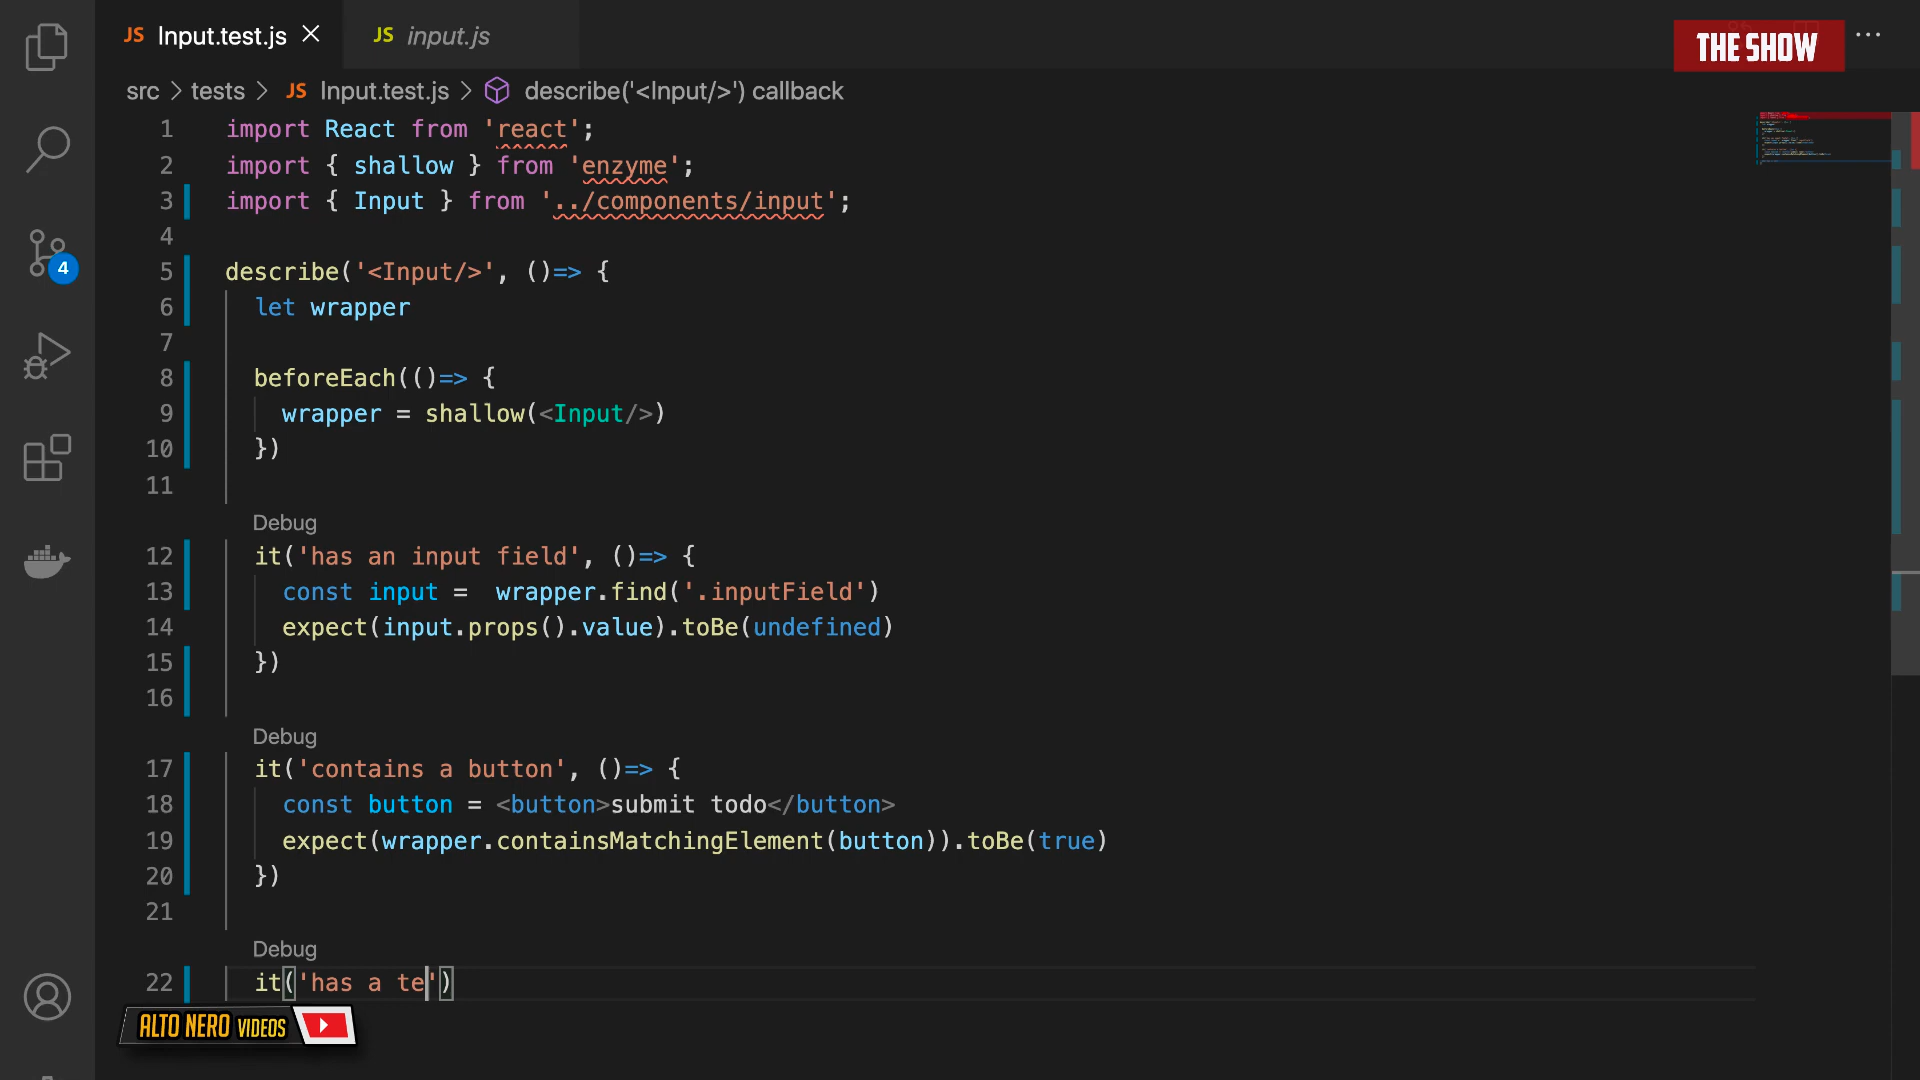 JS Input.test.js
JS input.js
THE SHOW
src > tests > JS Input.test.js > describe('<Input/>') callback
1 import React from 'react';
2 import { shallow } from 'enzyme';
3 import { Input } from '../components/input';
4
5 describe('<Input/>', ()=> {
6 let wrapper
7
8 beforeEach(()=> {
9 wrapper = shallow(<Input/>)
10 })
11
Debug
12 it('has an input field', ()=> {
13 const input =  wrapper.find('.inputField')
14 expect(input.props().value).toBe(undefined)
15 })
16
Debug
17 it('contains a button', ()=> {
18 const button = <button>submit todo</button>
19 expect(wrapper.containsMatchingElement(button)).toBe(true)
20 })
21
Debug
22 it('has a te')
4
ALTO NERO VIDEOS